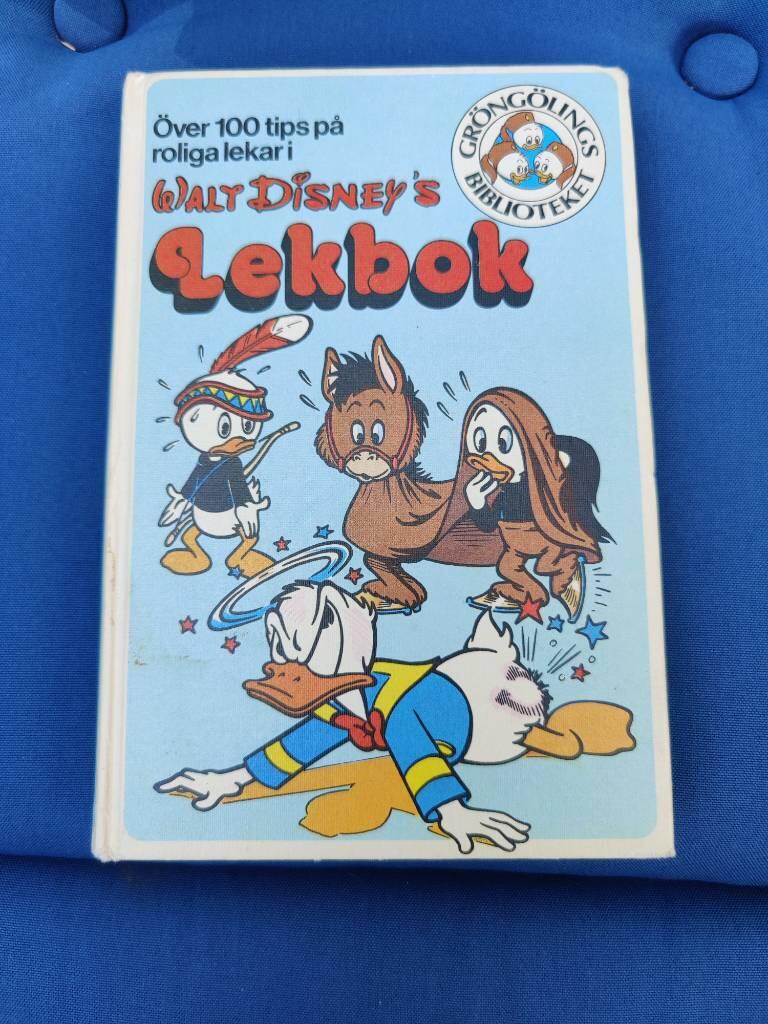 Över 100 tips på
roliga lekar i
WALT DISNEY'S
Lekbok
GRÖNGÖLINGS
BIBLIOTEKET